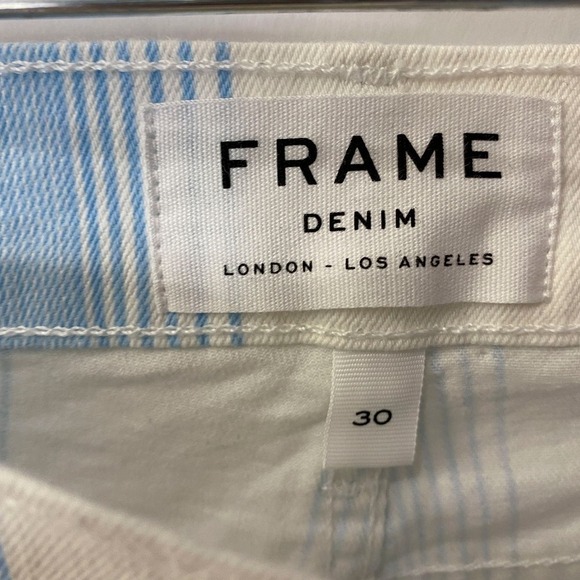 FRAME
DENIM
LONDON - LOS ANGELES
30